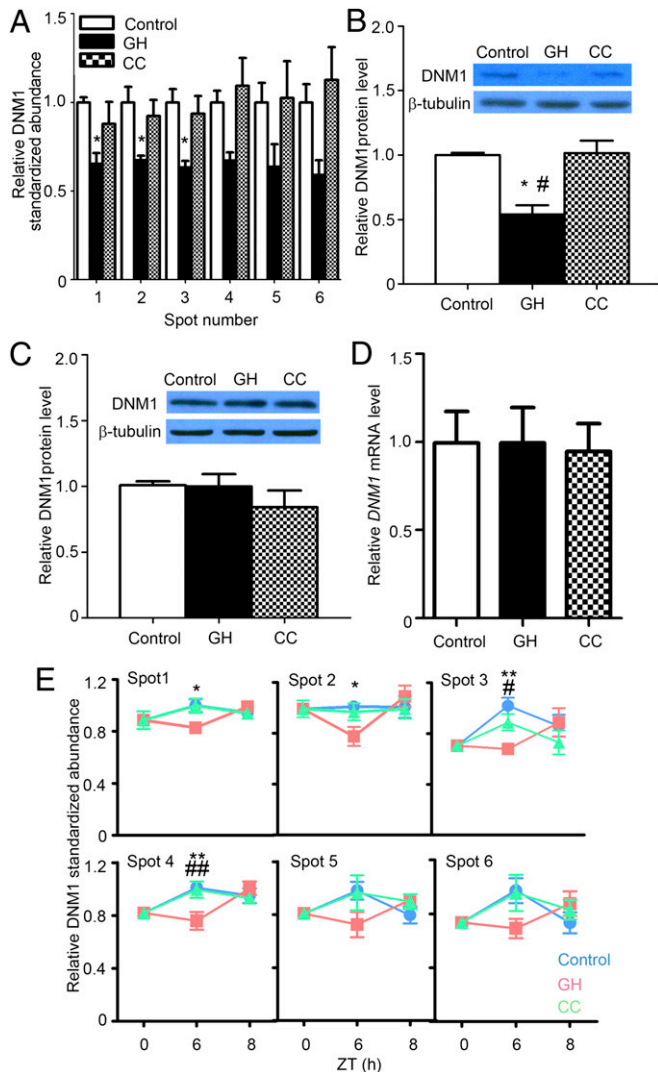 A
Control
GH
CC
Relative DNM1
standardized abundance
1.5
1.0
0.5
0
* * *
1 2 3 4 5 6
Spot number
B
Control GH CC
DNM1
β-tubulin
Relative DNM1protein level
2.0
1.5
1.0
0.5
0
* #
Control GH CC
C
Control GH CC
DNM1
β-tubulin
Relative DNM1protein level
2.0
1.5
1.0
0.5
0
Control GH CC
D
Relative DNM1 mRNA level
1.5
1.0
0.5
0
Control GH CC
E
Relative DNM1 standardized abundance
1.2
0.8
0.4
0
Spot1
*
Spot 2
*
Spot 3
**
#
1.2
0.8
0.4
0
Spot 4
**
##
Spot 5
Spot 6
Control
GH
CC
0 6 8 0 6 8 0 6 8
ZT (h)